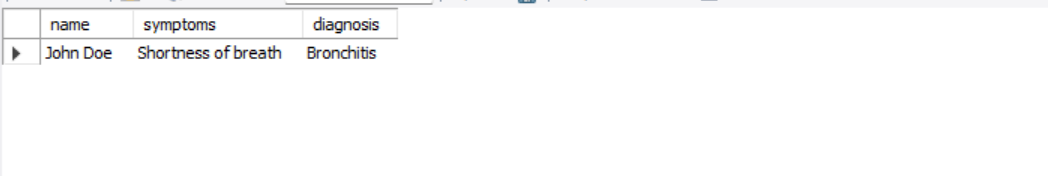 name symptoms diagnosis
John Doe Shortness of breath Bronchitis